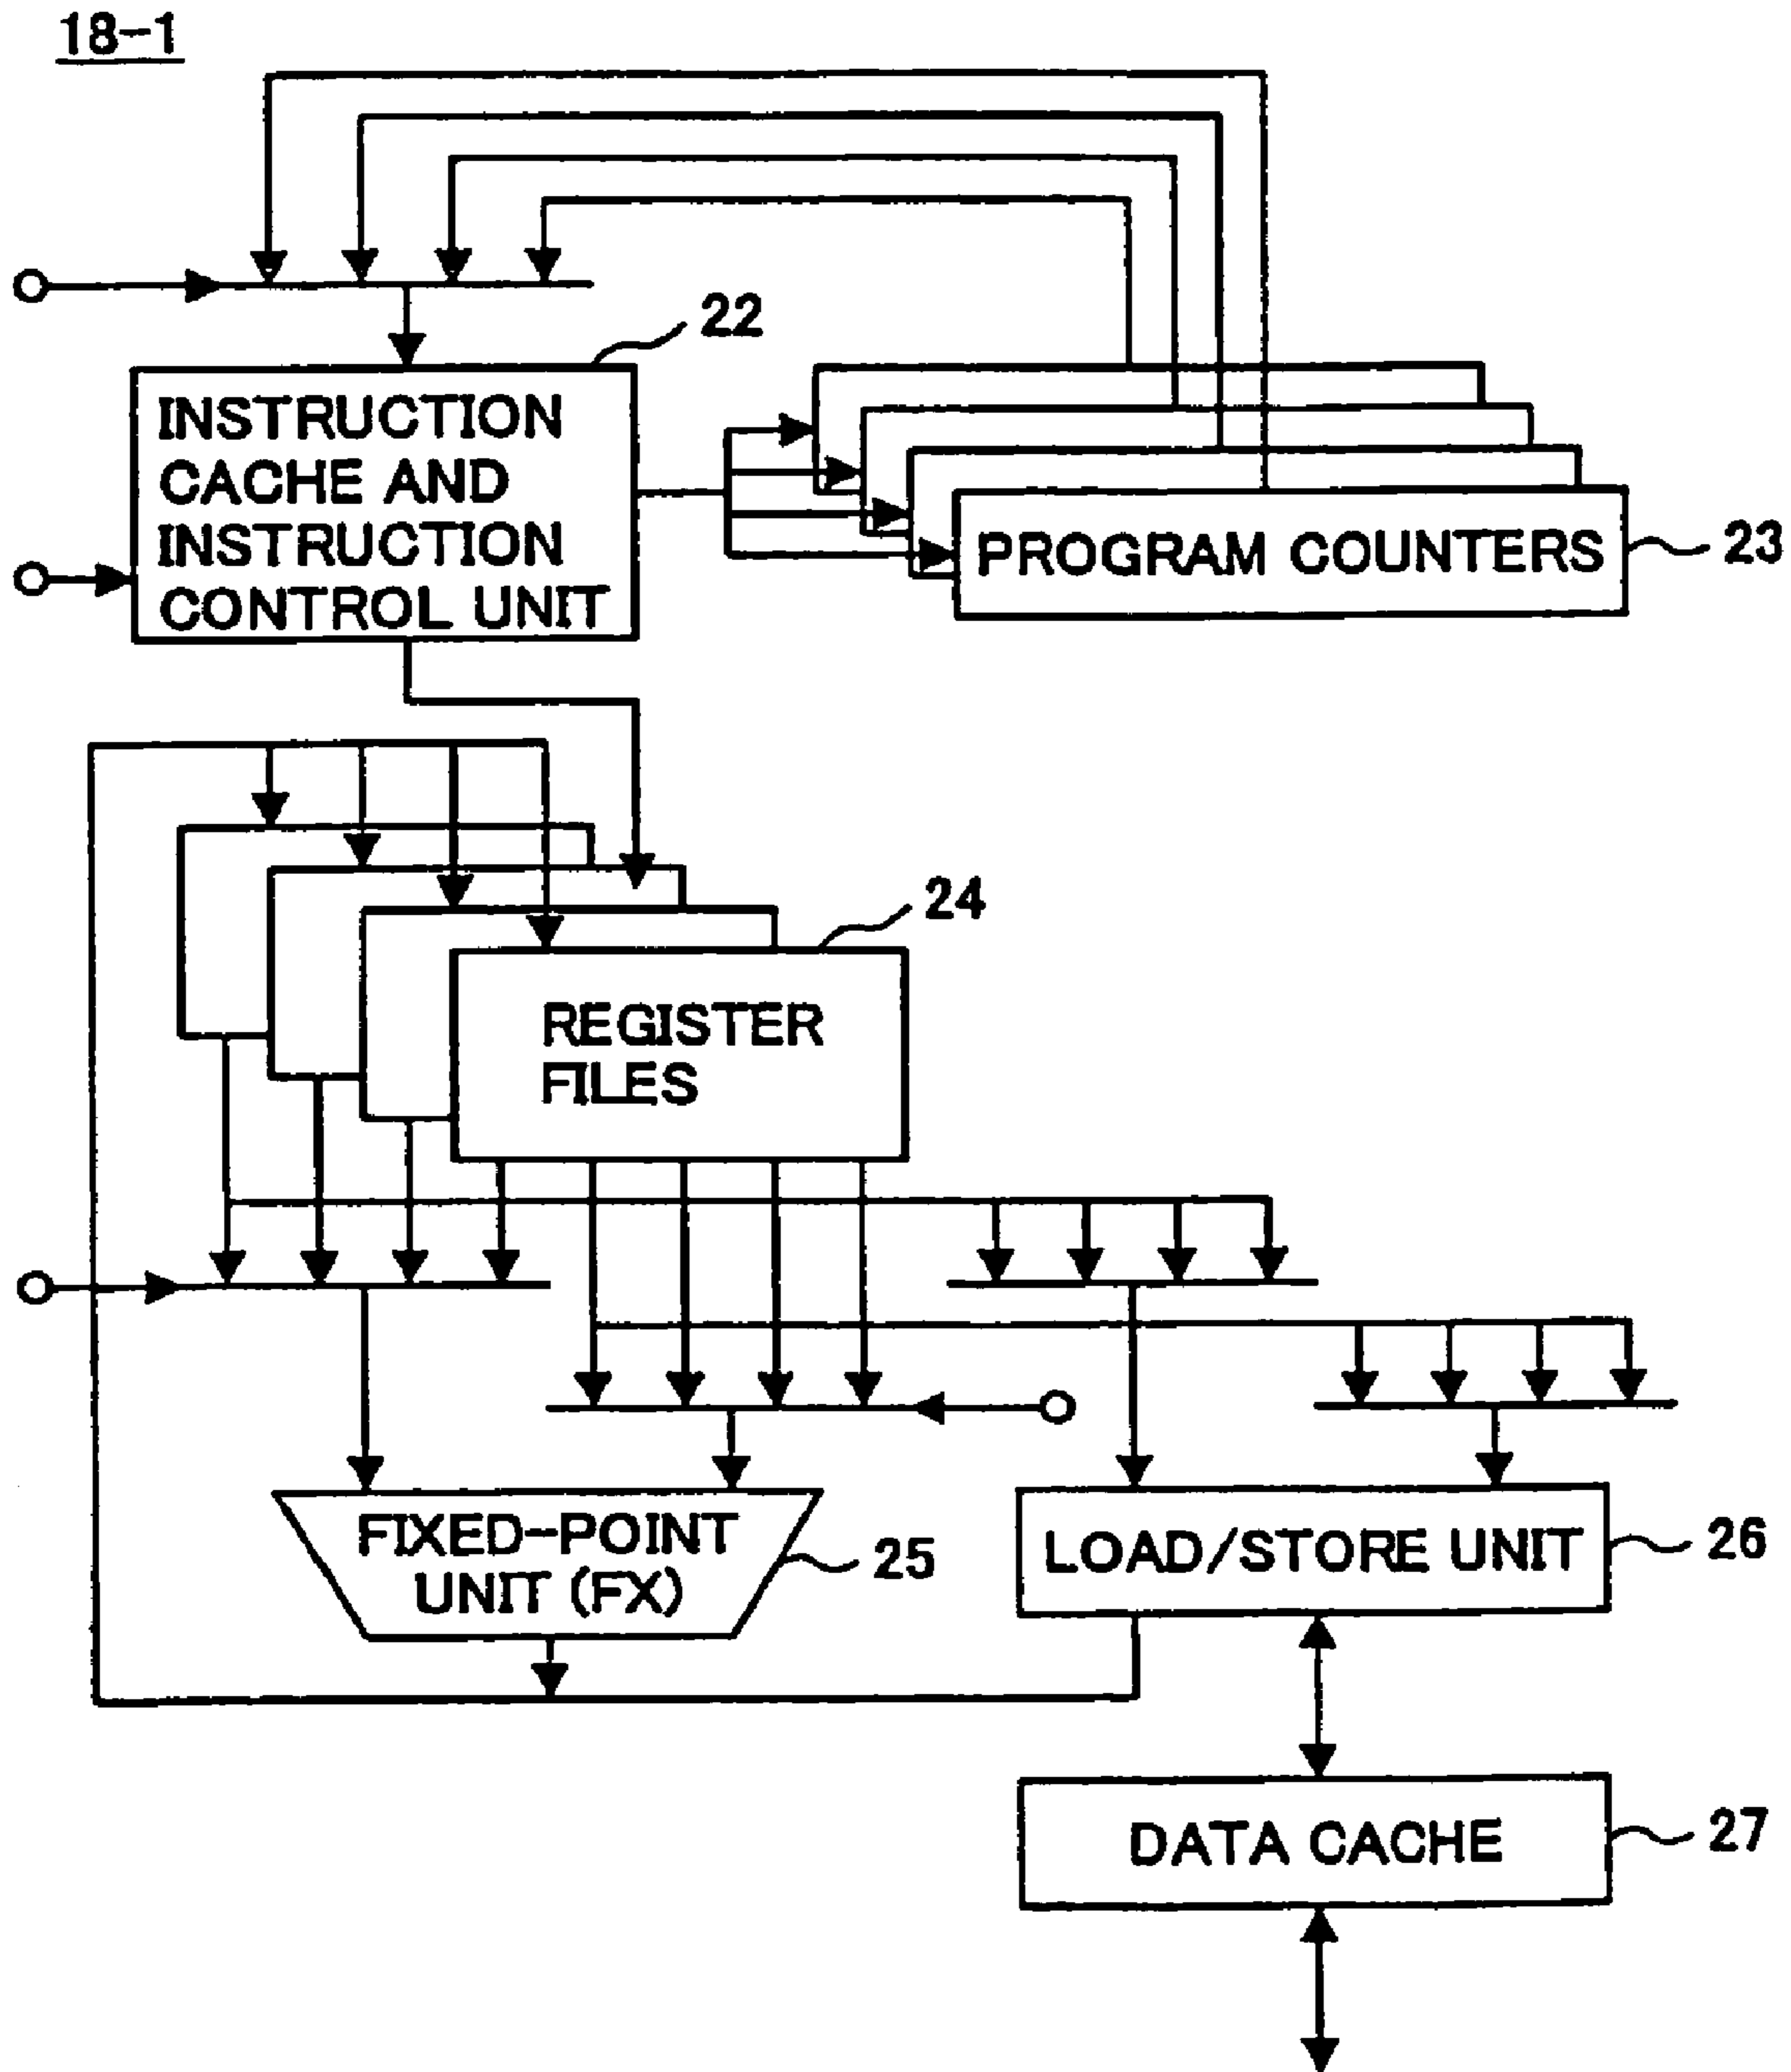 18-1
22
INSTRUCTION
CACHE AND
INSTRUCTION
CONTROL UNIT
PROGRAM COUNTERS
23
24
REGISTER
FILES
FIXED-POINT
UNIT (FX)
25
LOAD/STORE UNIT
26
DATA CACHE
27